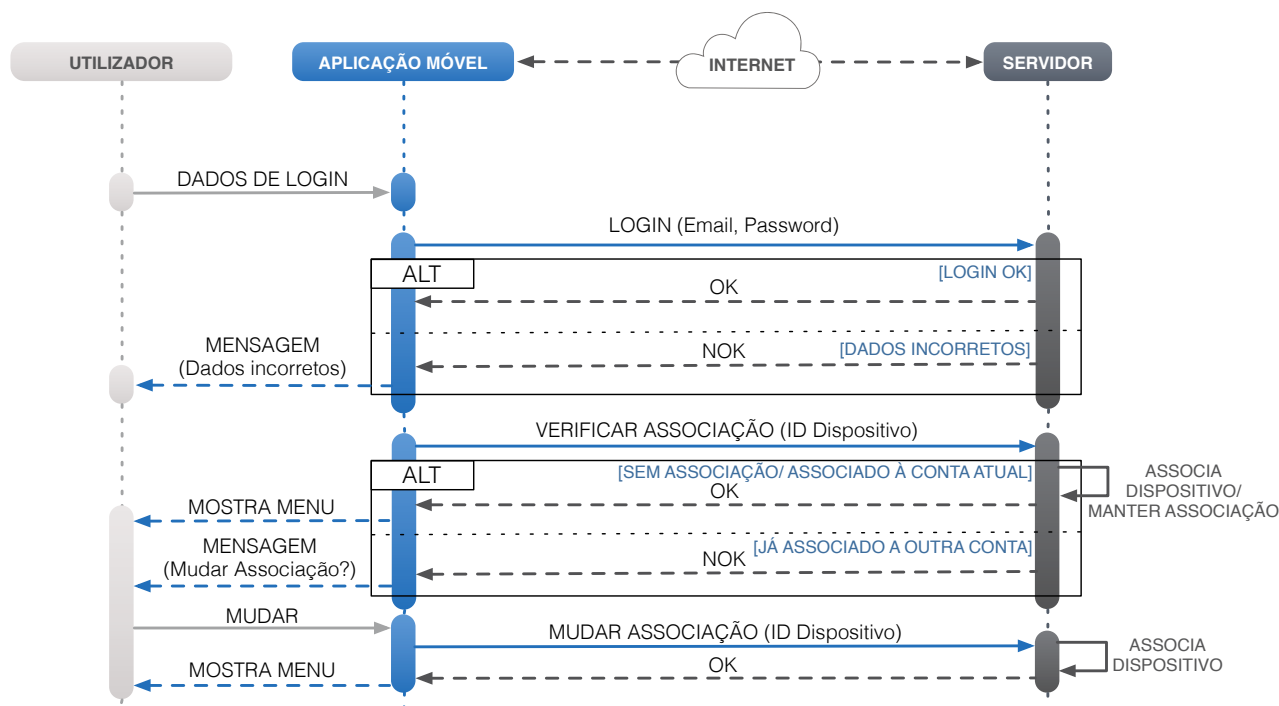 UTILIZADOR
APLICAÇÃO MÓVEL
INTERNET
SERVIDOR
DADOS DE LOGIN
LOGIN (Email, Password)
ALT
[LOGIN OK]
OK
MENSAGEM
(Dados incorretos)
NOK
[DADOS INCORRETOS]
VERIFICAR ASSOCIAÇÃO (ID Dispositivo)
ALT
[SEM ASSOCIAÇÃO/ ASSOCIADO À CONTA ATUAL]
OK
ASSOCIA
DISPOSITIVO/
MANTER ASSOCIAÇÃO
MOSTRA MENU
MENSAGEM
(Mudar Associação?)
[JÁ ASSOCIADO A OUTRA CONTA]
NOK
MUDAR
MUDAR ASSOCIAÇÃO (ID Dispositivo)
ASSOCIA
DISPOSITIVO
OK
MOSTRA MENU